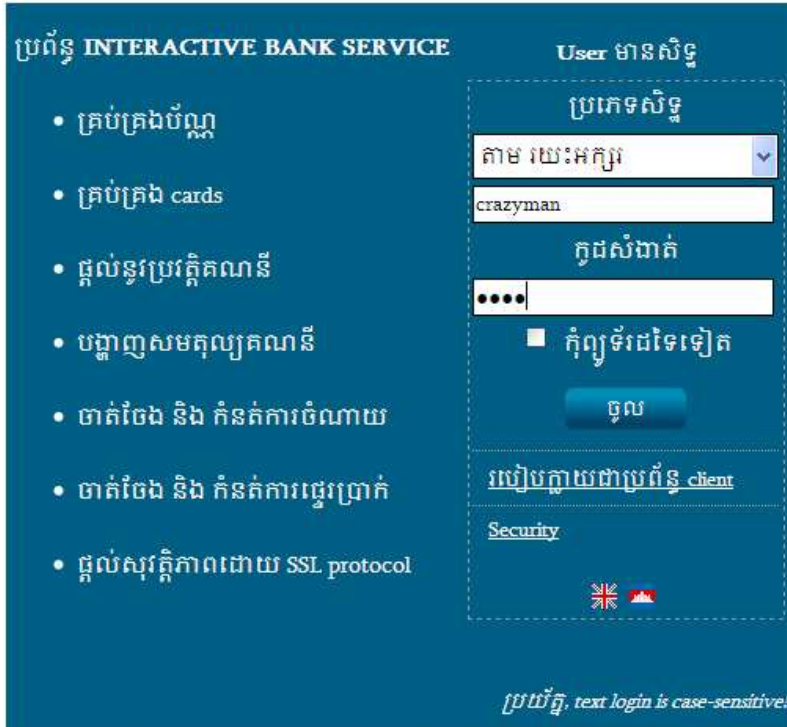 ប្រព័ន្ធ INTERACTIVE BANK SERVICE
គ្រប់គ្រងប័ណ្ណ
គ្រប់គ្រង cards
ផ្តល់នូវប្រវត្តិគណនី
បង្ហាញសមតុល្យគណនី
ចាត់ចែង និង កំនត់ការចំណាយ
ចាត់ចែង និង កំនត់ការផ្ទេរប្រាក់
ផ្តល់សុវត្ថិភាពដោយ SSL protocol
User មានសិទ្ឋ
ប្រភេទសិទ្ឋ
តាម រយះអក្សរ
crazyman
កូដសំងាត់
កុំព្យូទ័រដទៃទៀត
ចូល
របៀបក្លាយជាប្រព័ន្ធ client
Security
ប្រយ័ត្ន, text login is case-sensitive!